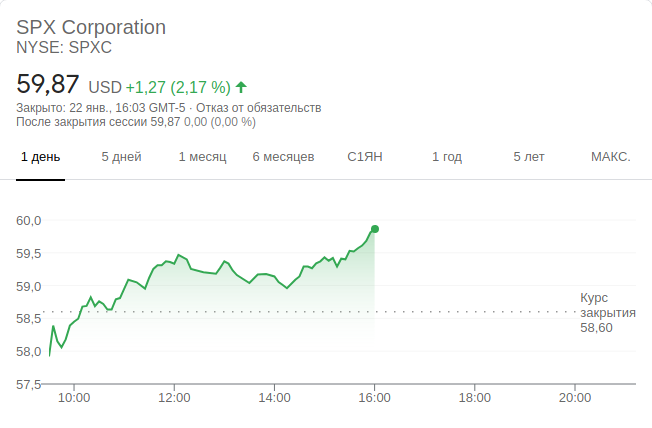 SPX Corporation
NYSE: SPXC
59,87 USD +1,27 (2,17 %)
Закрыто: 22 янв., 16:03 GMT-5 · Отказ от обязательств
После закрытия сессии 59,87 0,00 (0,00 %)
1 день 5 дней 1 месяц 6 месяцев С1ЯН 1 год 5 лет МАКС.
60,0
59,5
59,0
58,5
58,0
57,5
Курс
закрытия
58,60
10:00 12:00 14:00 16:00 18:00 20:00